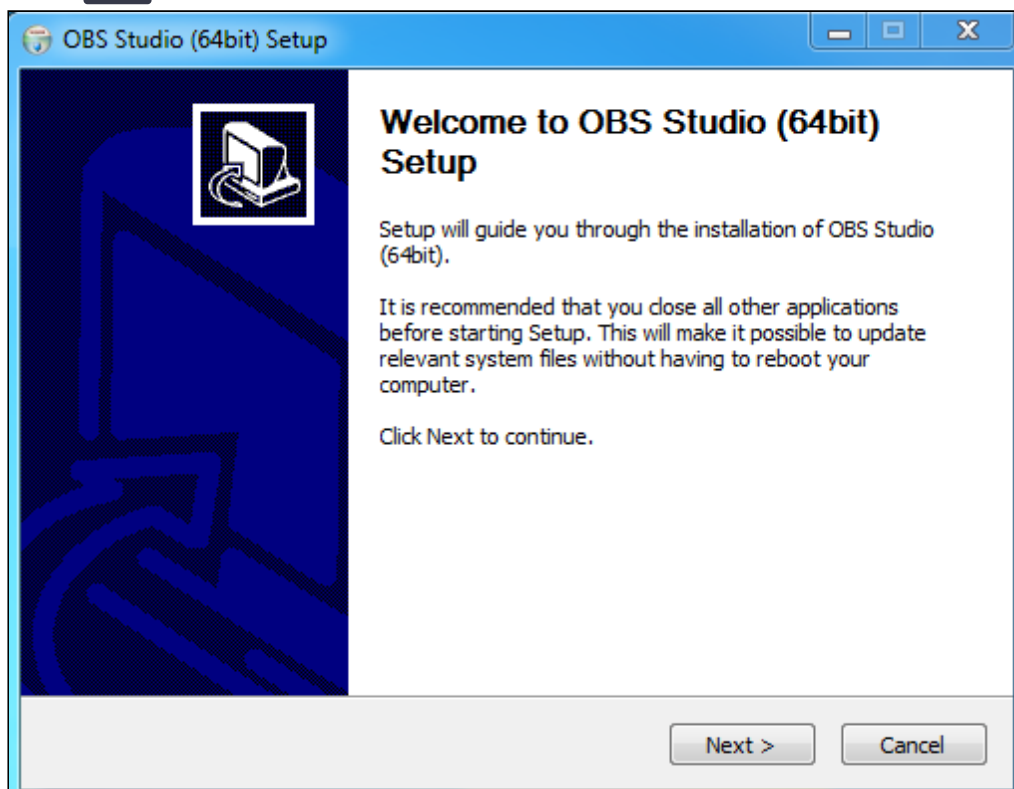 OBS Studio (64bit) Setup
Welcome to OBS Studio (64bit)
Setup
Setup will guide you through the installation of OBS Studio
(64bit).
It is recommended that you close all other applications
before starting Setup. This will make it possible to update
relevant system files without having to reboot your
computer.
Click Next to continue.
Next >
Cancel